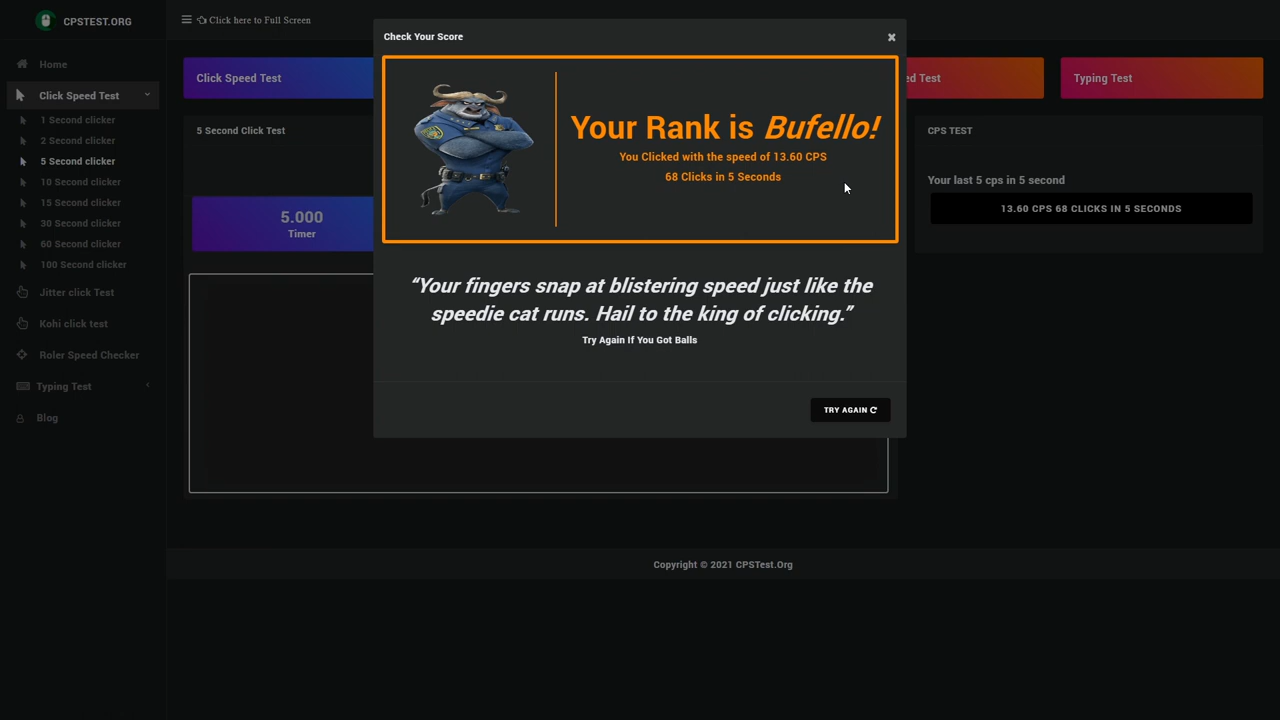 CPSTEST.ORG
Click here to Full Screen
Home
Click Speed Test
1 Second clicker
2 Second clicker
5 Second clicker
10 Second clicker
15 Second clicker
30 Second clicker
60 Second clicker
100 Second clicker
Jitter click Test
Kohi click test
Roler Speed Checker
Typing Test
Blog
Click Speed Test
ed Test
Typing Test
5 Second Click Test
5.000
Timer
Check Your Score
Your Rank is Bufello!
You Clicked with the speed of 13.60 CPS
68 Clicks in 5 Seconds
“Your fingers snap at blistering speed just like the
speedie cat runs. Hail to the king of clicking.”
Try Again If You Got Balls
TRY AGAIN
CPS TEST
Your last 5 cps in 5 second
13.60 CPS 68 CLICKS IN 5 SECONDS
Copyright © 2021 CPSTest.Org